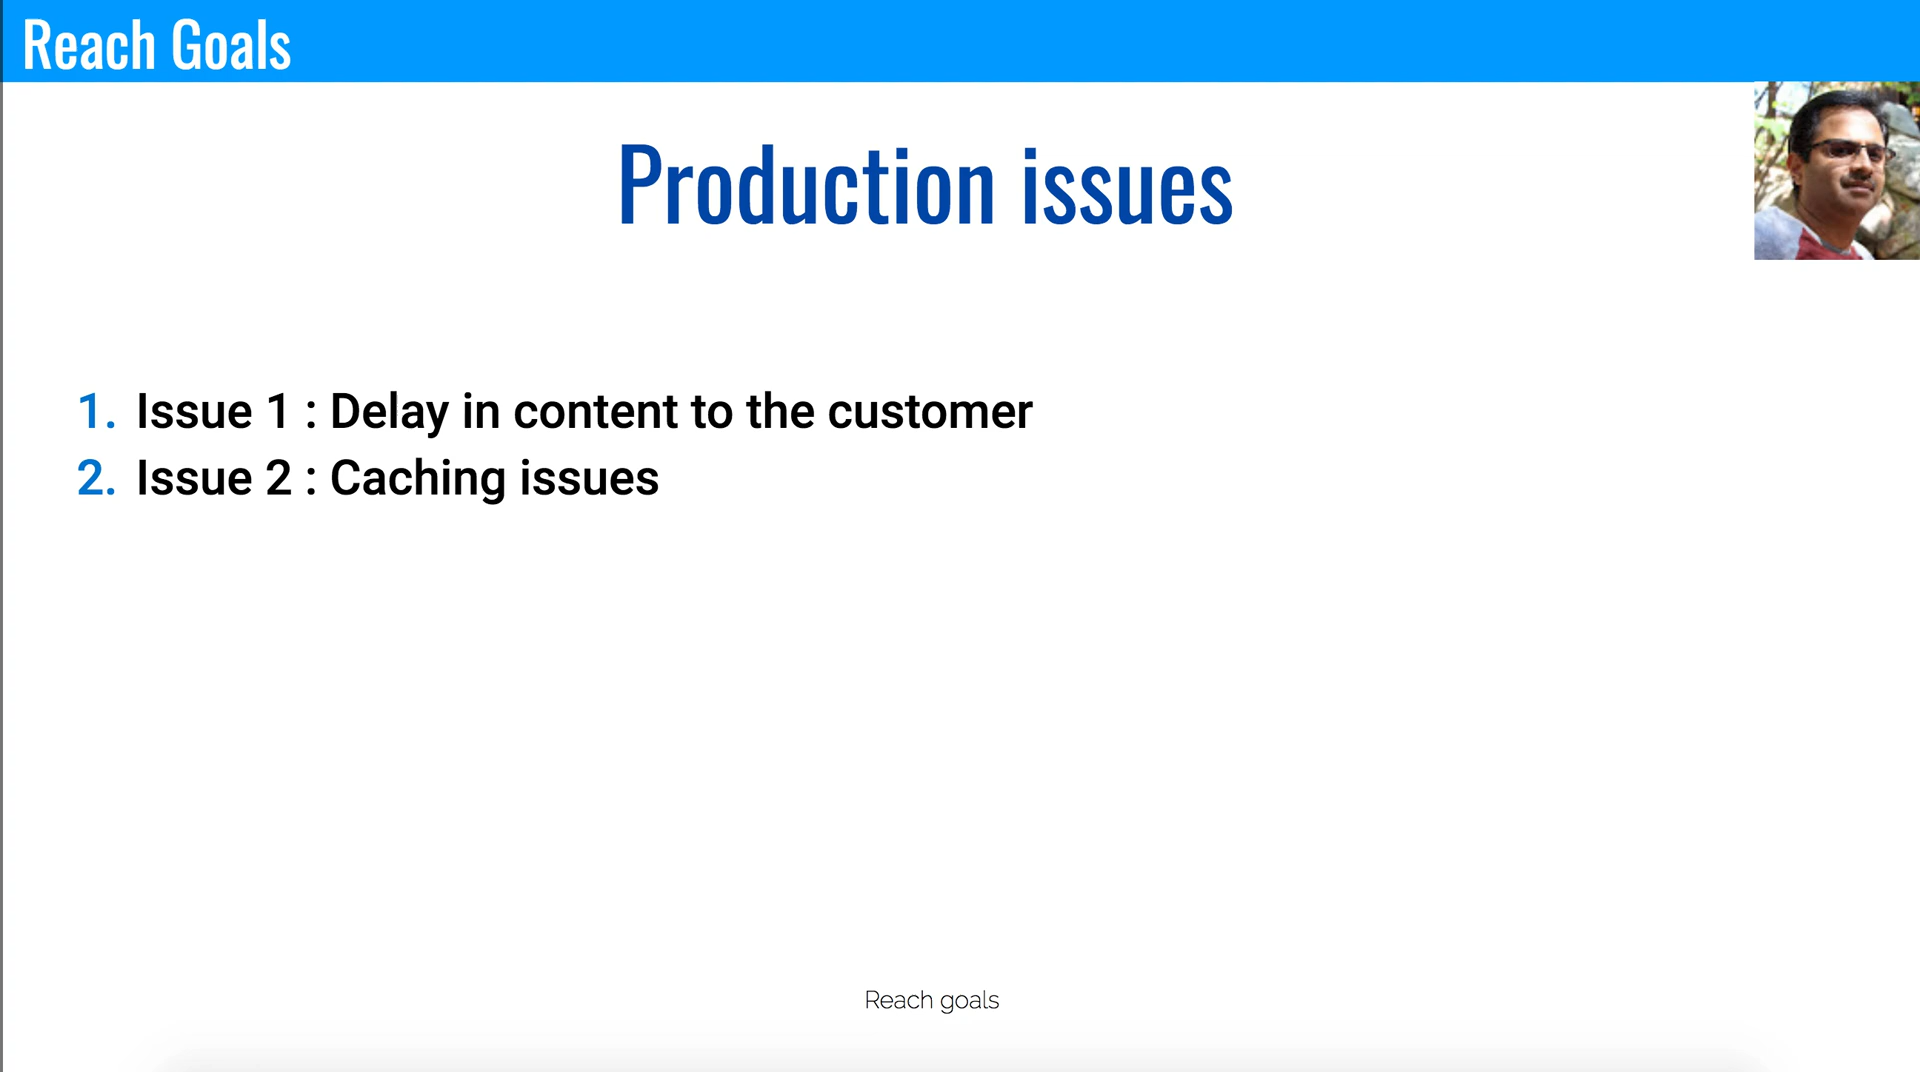 Reach Goals
Production issues
1. Issue 1 : Delay in content to the customer
2. Issue 2 : Caching issues
Reach goals